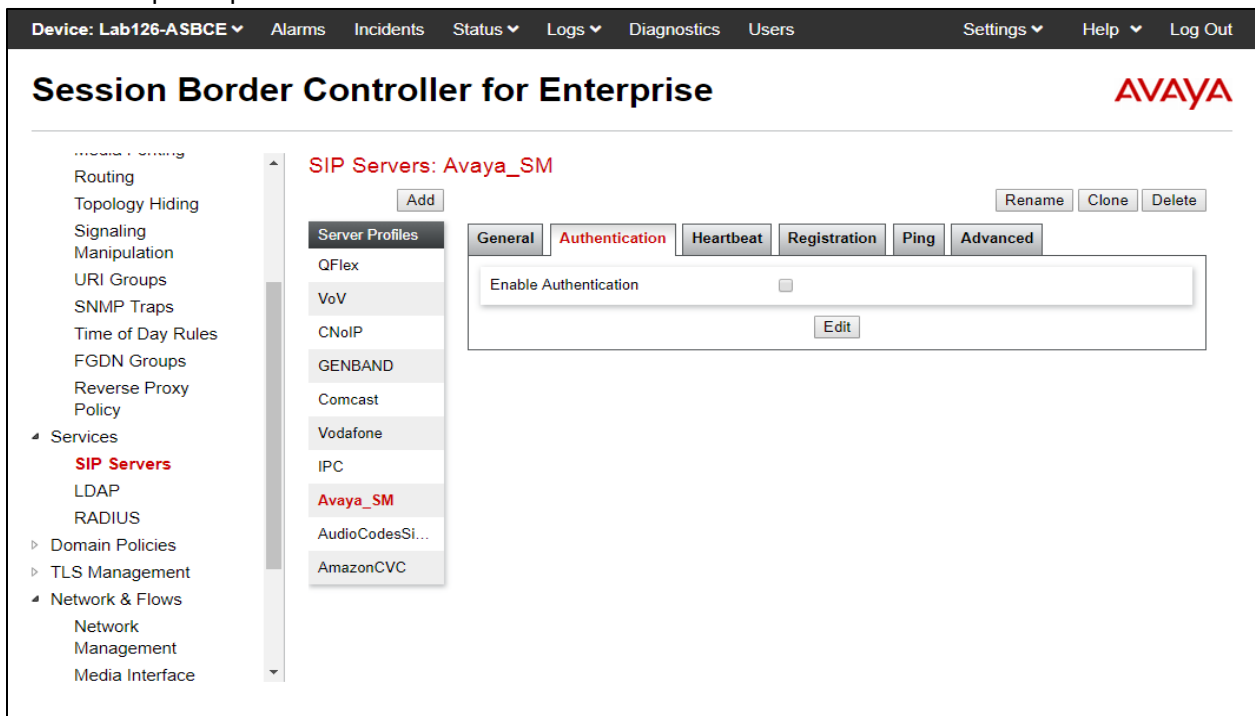 Device: Lab126-ASBCE Alarms Incidents Status Logs Diagnostics Users Settings Help Log Out
Session Border Controller for Enterprise
AVAYA
Routing
Topology Hiding
Signaling
Manipulation
URI Groups
SNMP Traps
Time of Day Rules
FGDN Groups
Reverse Proxy
Policy
Services
SIP Servers
LDAP
RADIUS
Domain Policies
TLS Management
Network & Flows
Network
Management
Media Interface
SIP Servers: Avaya_SM
Add
Rename Clone Delete
Server Profiles
QFlex
VoV
CNoIP
GENBAND
Comcast
Vodafone
IPC
Avaya_SM
AudioCodesSi...
AmazonCVC
General Authentication Heartbeat Registration Ping Advanced
Enable Authentication
Edit